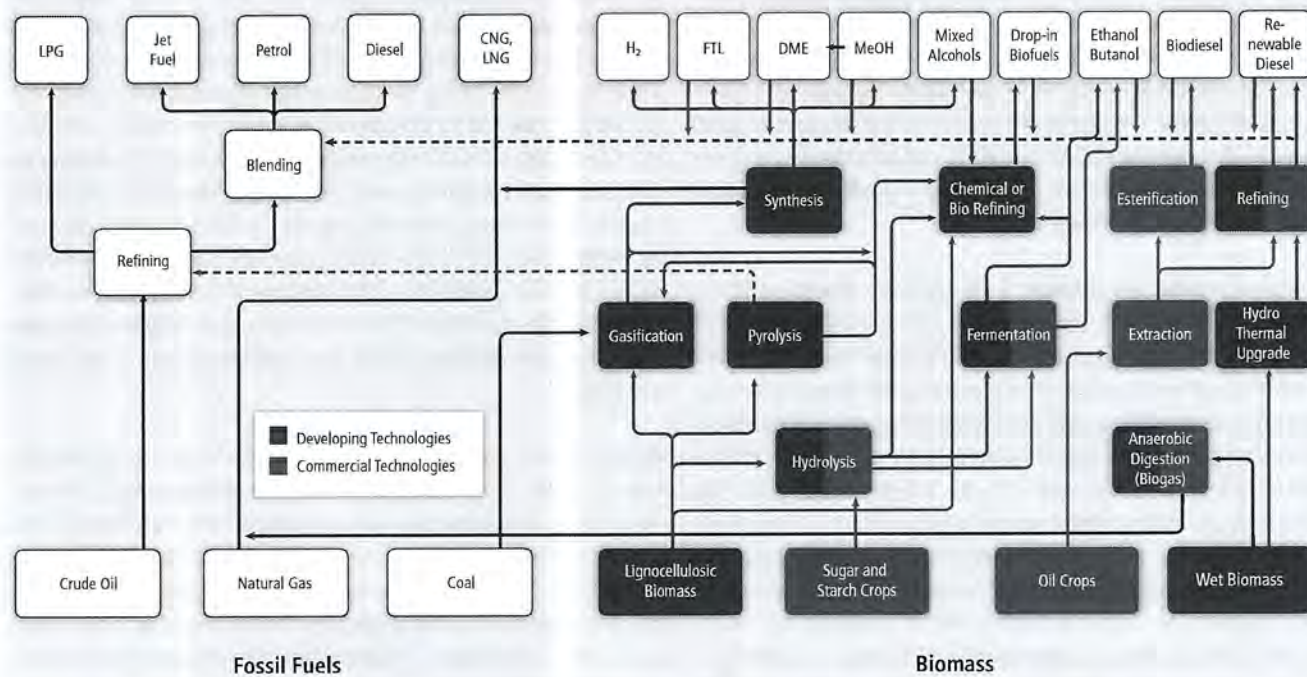 LPG
Jet
Fuel
Petrol
Diesel
CNG,
LNG
H₂
FTL
DME
MeOH
Mixed
Alcohols
Drop-in
Biofuels
Ethanol
Butanol
Biodiesel
Re-
newable
Diesel
Blending
Synthesis
Chemical or
Bio Refining
Esterification
Refining
Refining
Gasification
Pyrolysis
Fermentation
Extraction
Hydro
Thermal
Upgrade
Developing Technologies
Commercial Technologies
Hydrolysis
Anaerobic
Digestion
(Biogas)
Crude Oil
Natural Gas
Coal
Lignocellulosic
Biomass
Sugar and
Starch Crops
Oil Crops
Wet Biomass
Fossil Fuels
Biomass